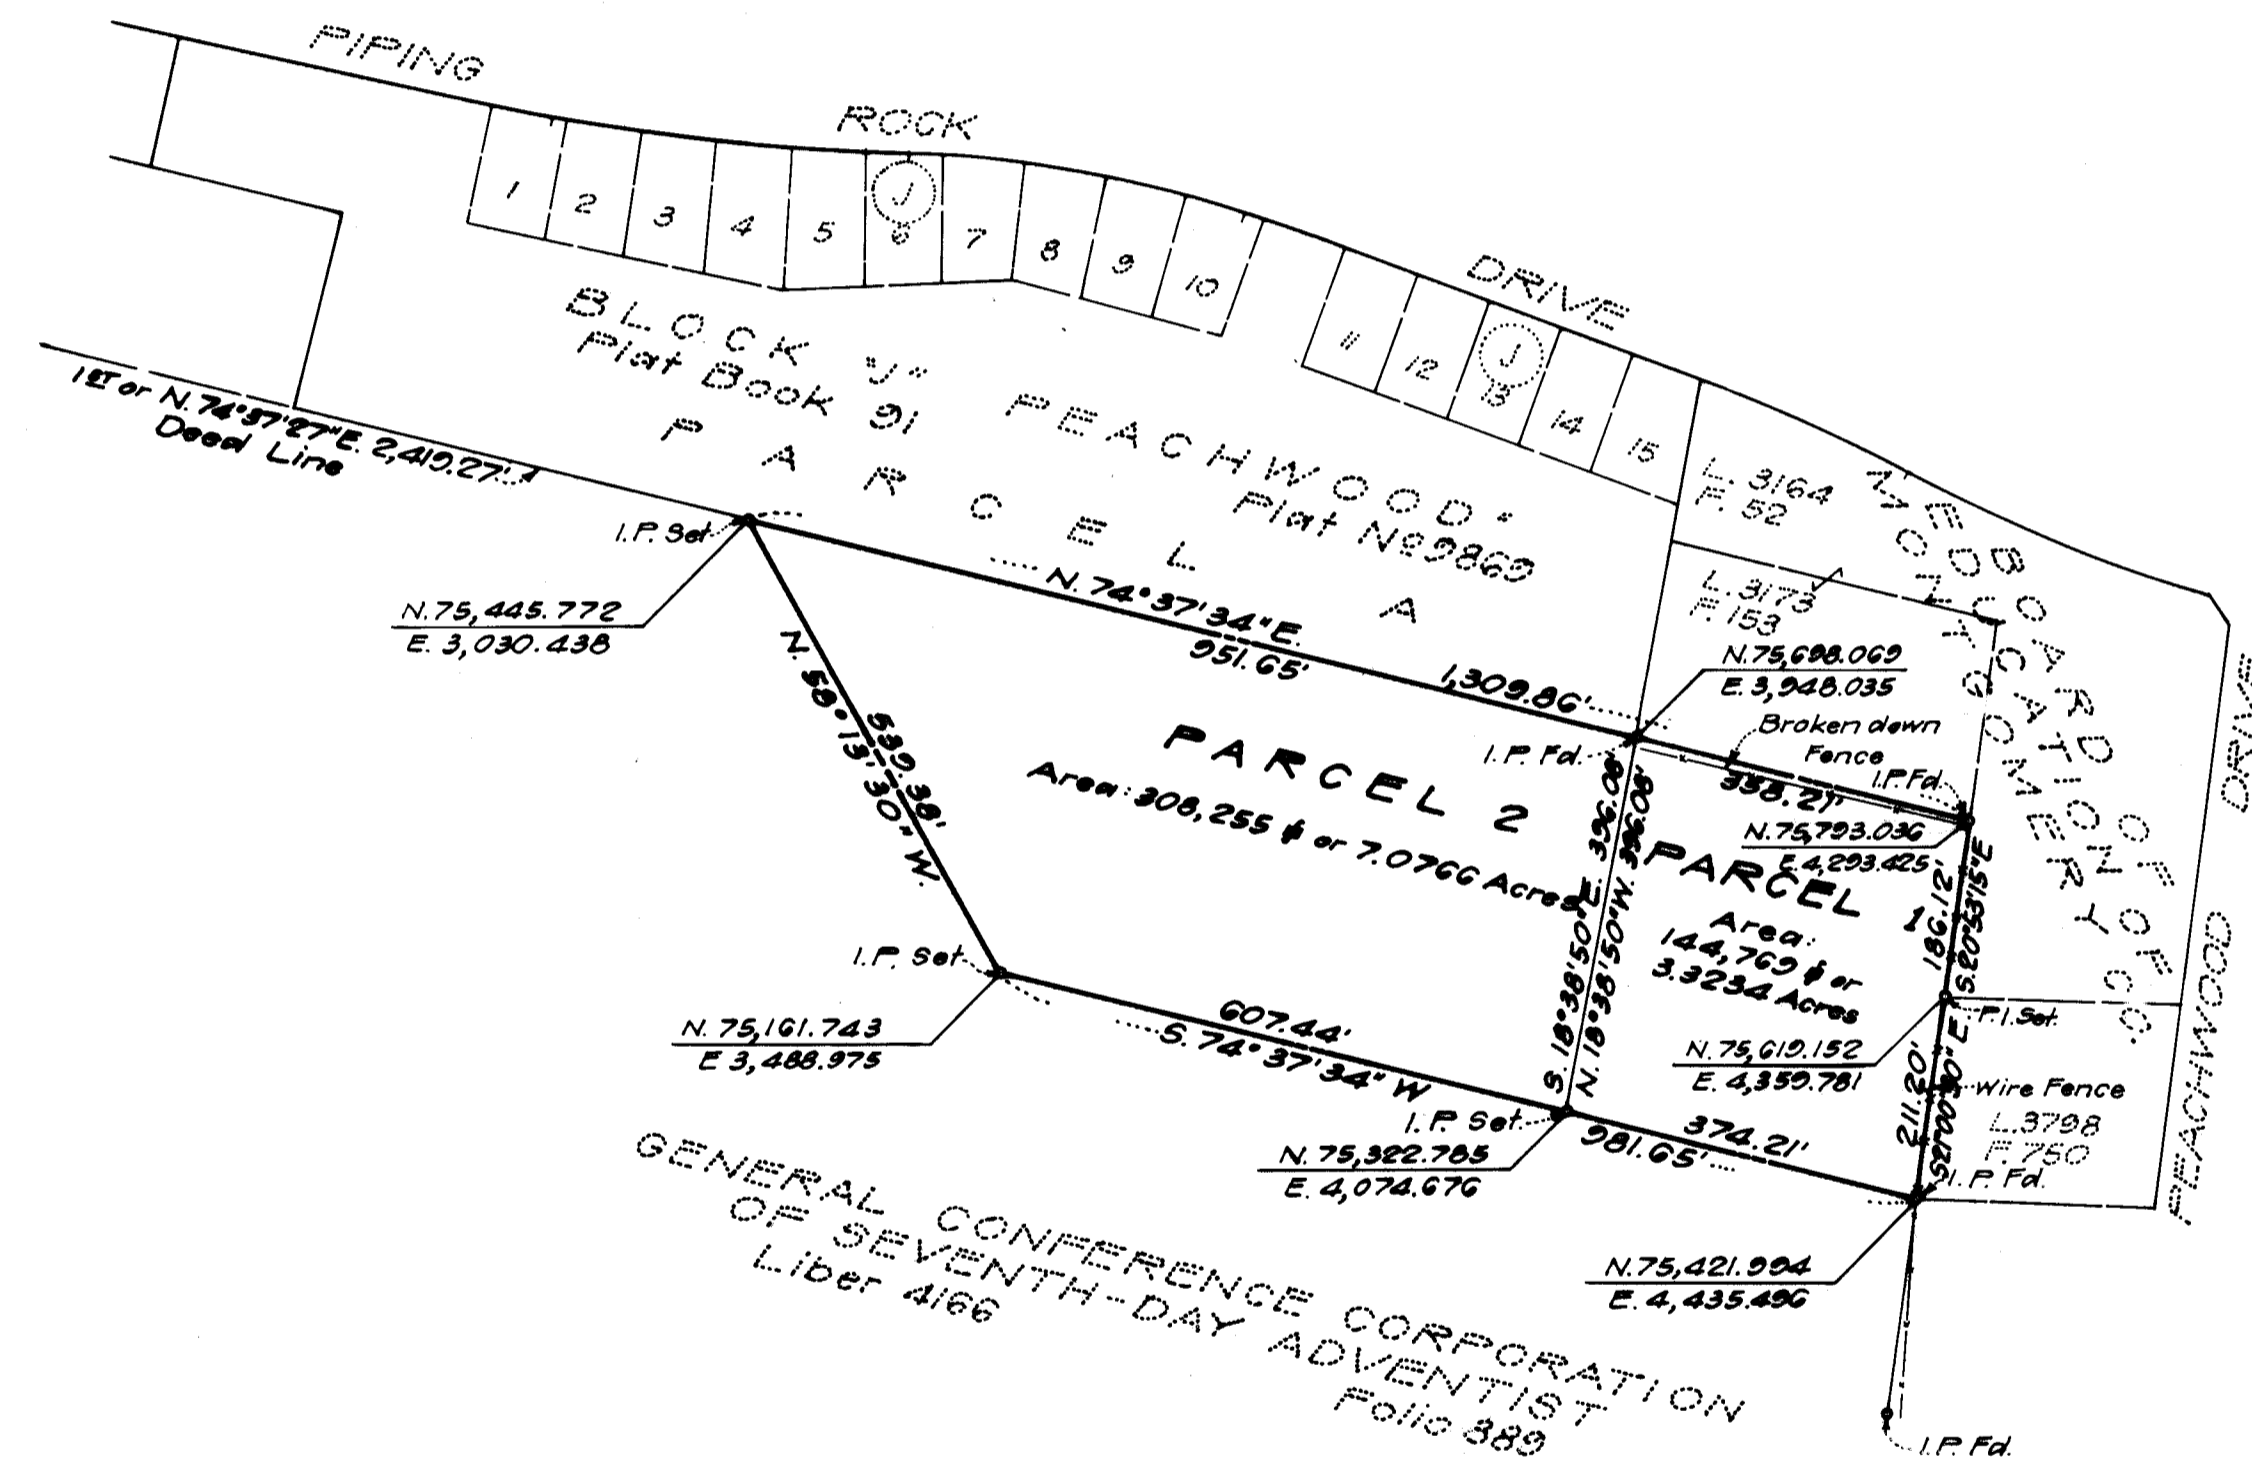 PIPING
ROCK
DRIVE
1
2
3
4
5
J
6
7
8
9
10
11
12
J
13
14
15
BLOCK "J" PEACHWOOD"
Plat Book 91 Plat Nº 9869
PARCEL A
1ST or N.74°37'27"E. 2,419.27'
Deed Line
L. 3164
F. 52
L. 3173
F. 153
BOARD OF
EDUCATION OF
MONTGOMERY CO.
I.P. Set
N. 75,445.772
E. 3,030.438
N. 74°37'34"E.
951.65'
1,309.86'
N. 75,698.069
E. 3,948.035
Broken down
Fence
I.P. Fd.
358.21'
I.P. Fd.
N. 75,793.036
E. 4,293.425
539.38'
N. 58°13'30" W.
PARCEL 2
Area: 308,255 ⌀ or 7.0766 Acres
S. 18°38'50"E. 396.08'
N. 18°38'50"W. 396.08'
PARCEL 1
Area:
144,769 ⌀ or
3.3234 Acres
186.12'
S.20°53'15"E
I.P. Set
N. 75,161.743
E 3,488.975
607.44'
S. 74°37'34" W
P.I. Set.
N. 75,619.152
E. 4,359.781
211.20'
S21°00'30" E
Wire Fence
L. 3798
F. 750
I.P. Fd.
I.P. Set
N. 75,322.785
E. 4,074.676
374.21'
981.65'
N. 75,421.994
E. 4,435.496
PEACHWOOD DRIVE
GENERAL CONFERENCE CORPORATION
OF SEVENTH-DAY ADVENTIST
Liber 4166 Folio 889
I.P. Fd.